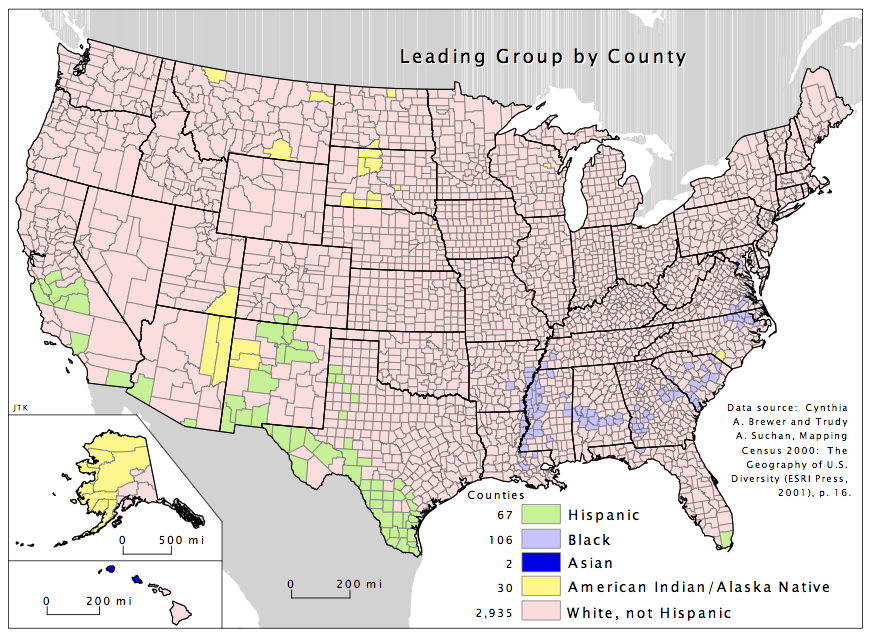 Leading Group by County
JTK
Data source: Cynthia
A. Brewer and Trudy
A. Suchan, Mapping
Census 2000: The
Geography of U.S.
Diversity (ESRI Press,
2001), p. 16.
Counties
67 Hispanic
106 Black
2 Asian
30 American Indian/Alaska Native
2,935 White, not Hispanic
0 500 mi
0 200 mi
0 200 mi